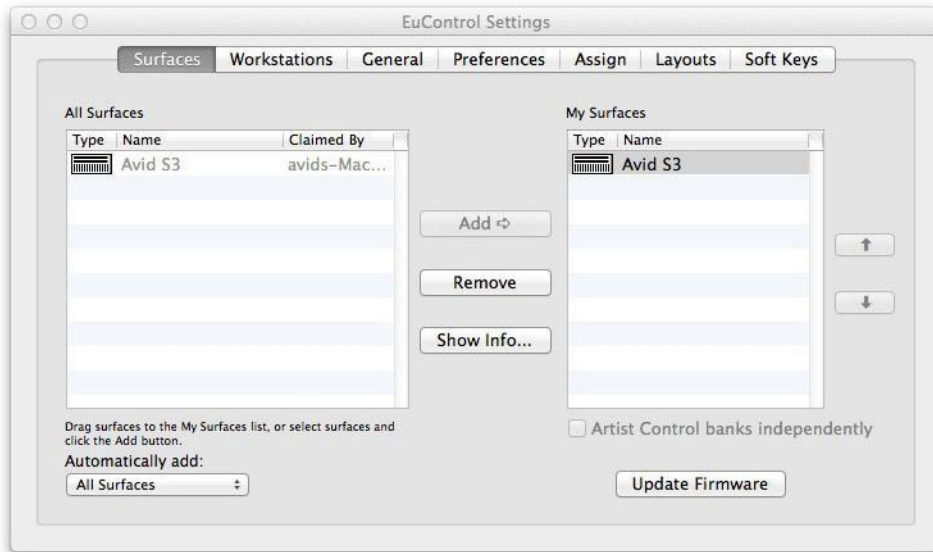 EuControl Settings
Surfaces Workstations General Preferences Assign Layouts Soft Keys
All Surfaces
Type Name Claimed By
Avid S3 avids-Mac...
Add
Remove
Show Info...
My Surfaces
Type Name
Avid S3
Drag surfaces to the My Surfaces list, or select surfaces and
click the Add button.
Automatically add:
All Surfaces
Artist Control banks independently
Update Firmware